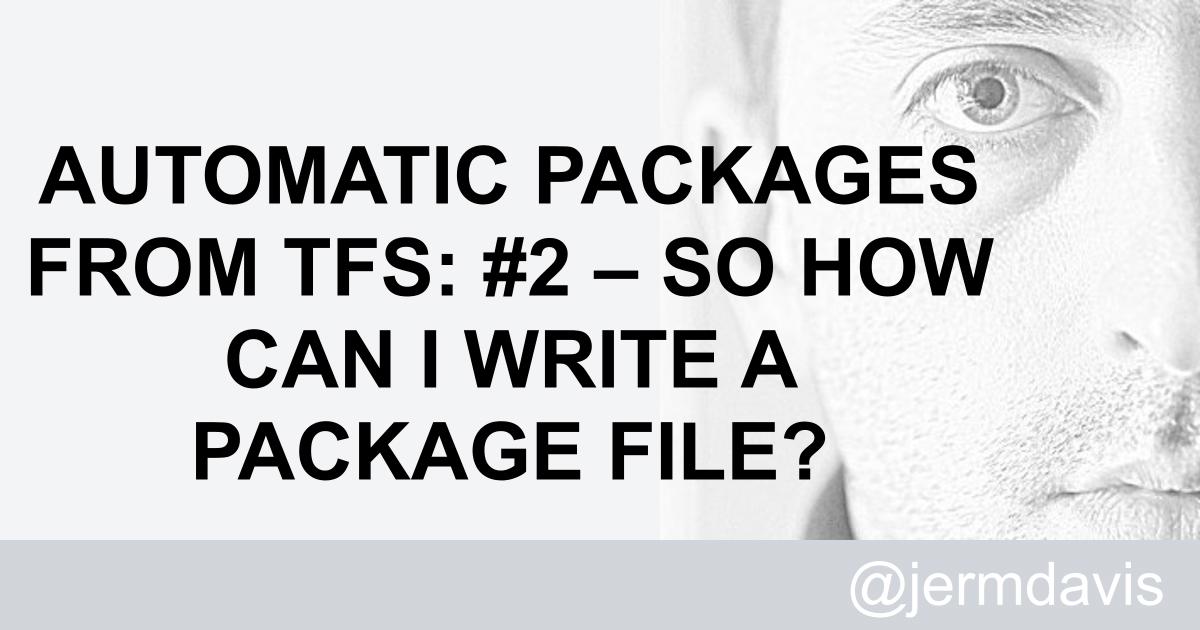 AUTOMATIC PACKAGES
FROM TFS: #2 – SO HOW
CAN I WRITE A
PACKAGE FILE?
@jermdavis